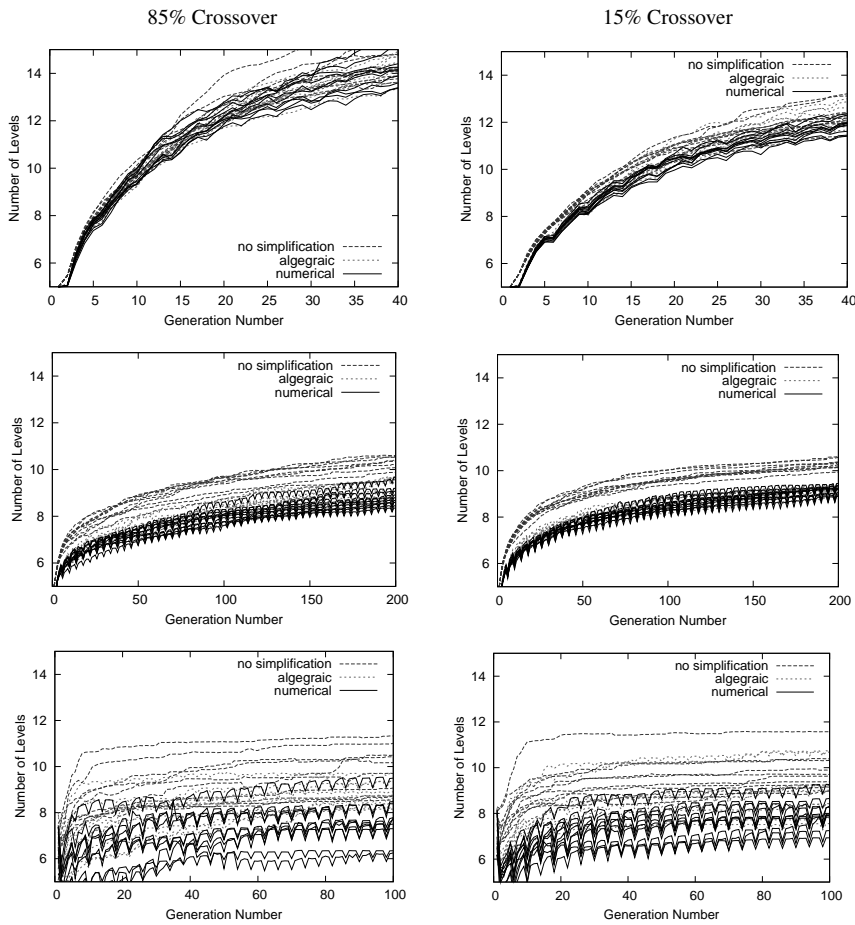 85% Crossover
15% Crossover
14
12
10
8
6
0
5
10
15
20
25
30
35
40
Number of Levels
Generation Number
no simplification
algegraic
numerical
14
12
10
8
6
0
5
10
15
20
25
30
35
40
Number of Levels
Generation Number
no simplification
algegraic
numerical
14
12
10
8
6
0
50
100
150
200
Number of Levels
Generation Number
no simplification
algegraic
numerical
14
12
10
8
6
0
50
100
150
200
Number of Levels
Generation Number
no simplification
algegraic
numerical
14
12
10
8
6
0
20
40
60
80
100
Number of Levels
Generation Number
no simplification
algegraic
numerical
14
12
10
8
6
0
20
40
60
80
100
Number of Levels
Generation Number
no simplification
algegraic
numerical